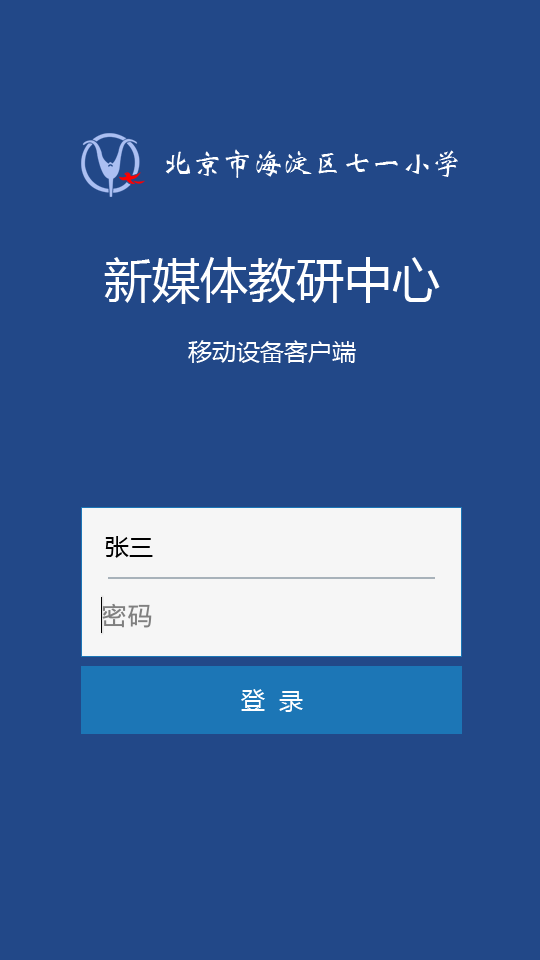 北京市海淀区七一小学
新媒体教研中心
移动设备客户端
张三
密码
登 录